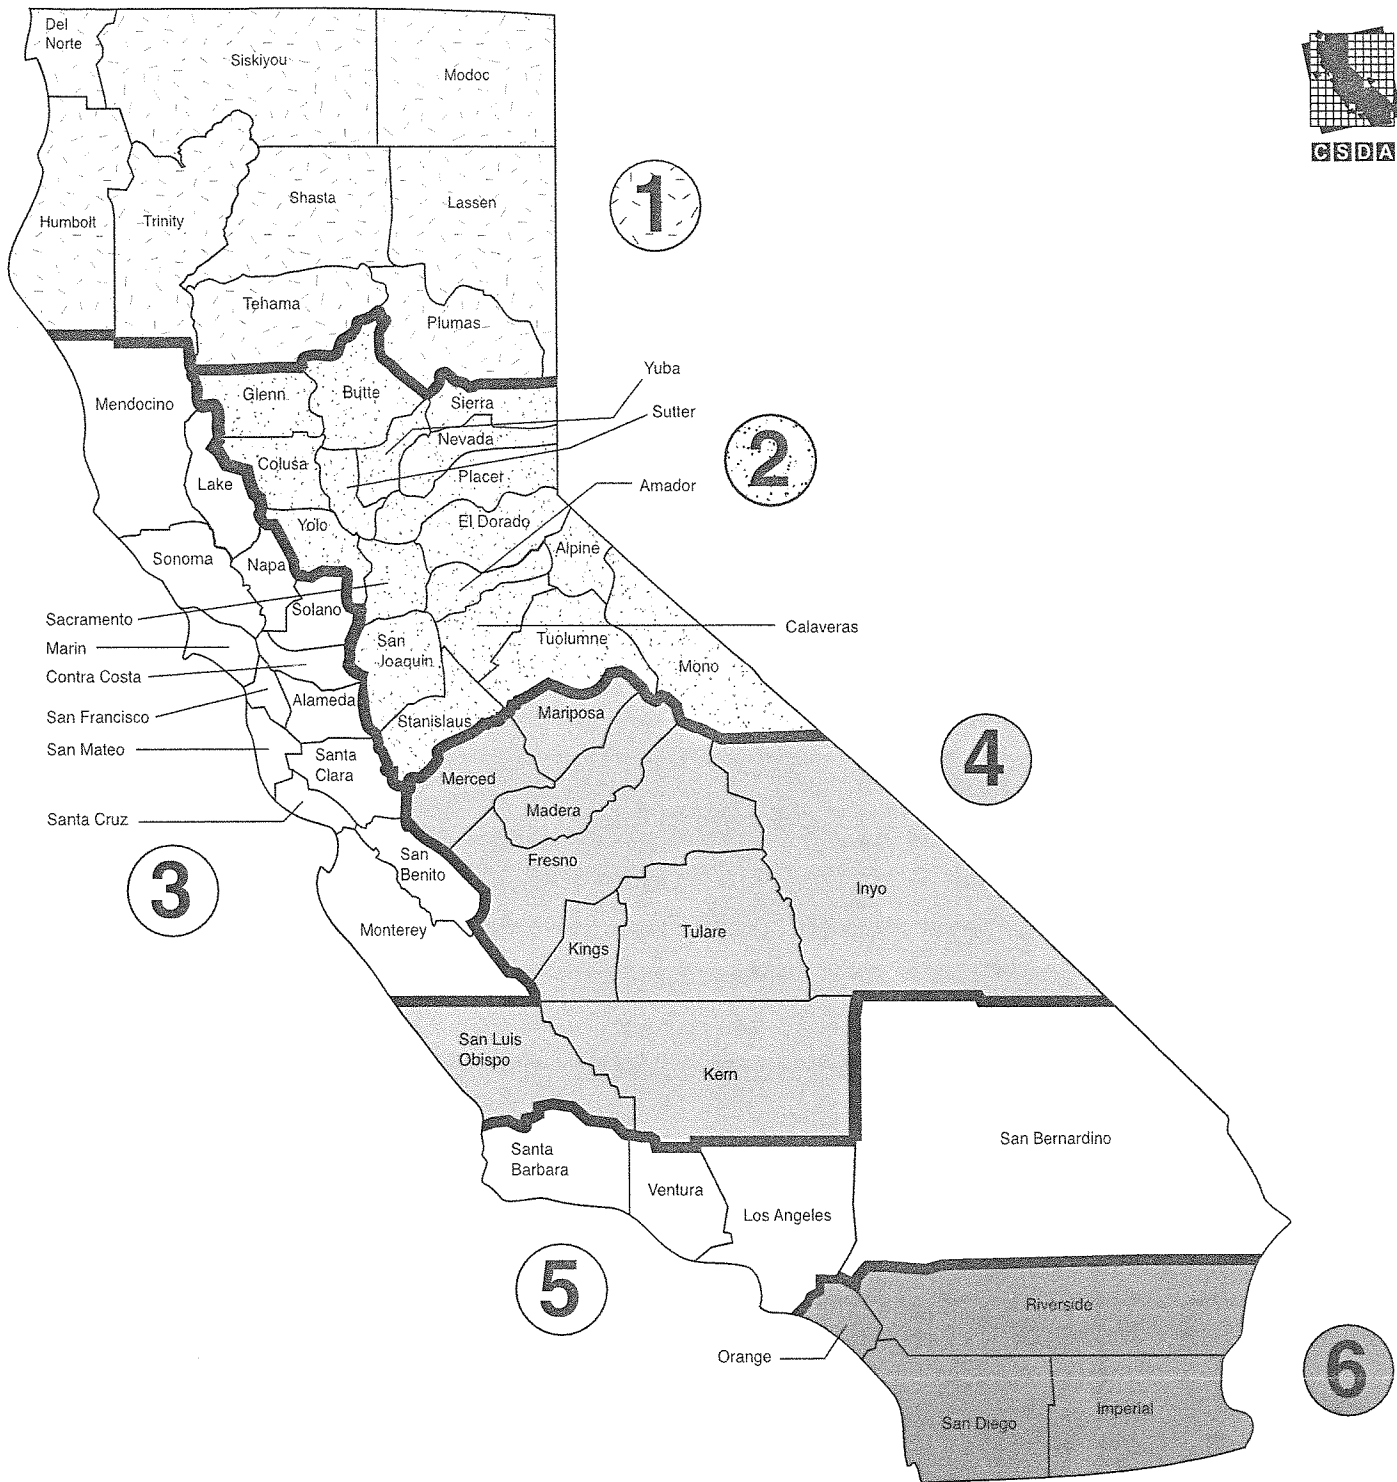 Del
Norte
Siskiyou
Modoc
CSDA
1
Humbolt
Trinity
Shasta
Lassen
Tehama
Plumas
Mendocino
Glenn
Butte
Sierra
Yuba
Sutter
Nevada
2
Colusa
Lake
Placer
Amador
Yolo
El Dorado
Sonoma
Napa
Alpine
Solano
Sacramento
Marin
Contra Costa
San Francisco
San Mateo
Santa Cruz
San
Joaquin
Tuolumne
Calaveras
Mono
Alameda
Stanislaus
Mariposa
Santa
Clara
Merced
4
Madera
3
San
Benito
Fresno
Inyo
Monterey
Kings
Tulare
San Luis
Obispo
Kern
San Bernardino
Santa
Barbara
Ventura
Los Angeles
5
Riverside
Orange
6
San Diego
Imperial